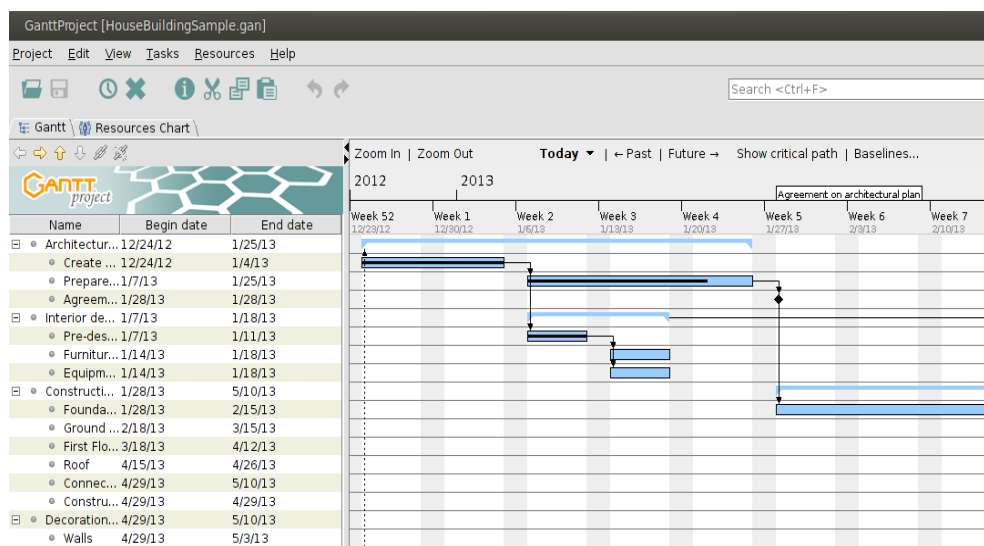 GanttProject [HouseBuildingSample.gan]
Project Edit View Tasks Resources Help
Search <Ctrl+F>
Gantt Resources Chart
Zoom In | Zoom Out Today | ←Past | Future→ Show critical path | Baselines...
GANTT project
2012 2013
Agreement on architectural plan
Name Begin date End date
Week 52 Week 1 Week 2 Week 3 Week 4 Week 5 Week 6 Week 7
12/23/12 12/30/12 1/6/13 1/13/13 1/20/13 1/27/13 2/3/13 2/10/13
Architectur... 12/24/12 1/25/13
Create ... 12/24/12 1/4/13
Prepare... 1/7/13 1/25/13
Agreem... 1/28/13 1/28/13
Interior de... 1/7/13 1/18/13
Pre-des... 1/7/13 1/11/13
Furnitur... 1/14/13 1/18/13
Equipm... 1/14/13 1/18/13
Constructi... 1/28/13 5/10/13
Founda... 1/28/13 2/15/13
Ground ... 2/18/13 3/15/13
First Flo... 3/18/13 4/12/13
Roof 4/15/13 4/26/13
Connec... 4/29/13 5/10/13
Constru... 4/29/13 4/29/13
Decoration... 4/29/13 5/10/13
Walls 4/29/13 5/3/13